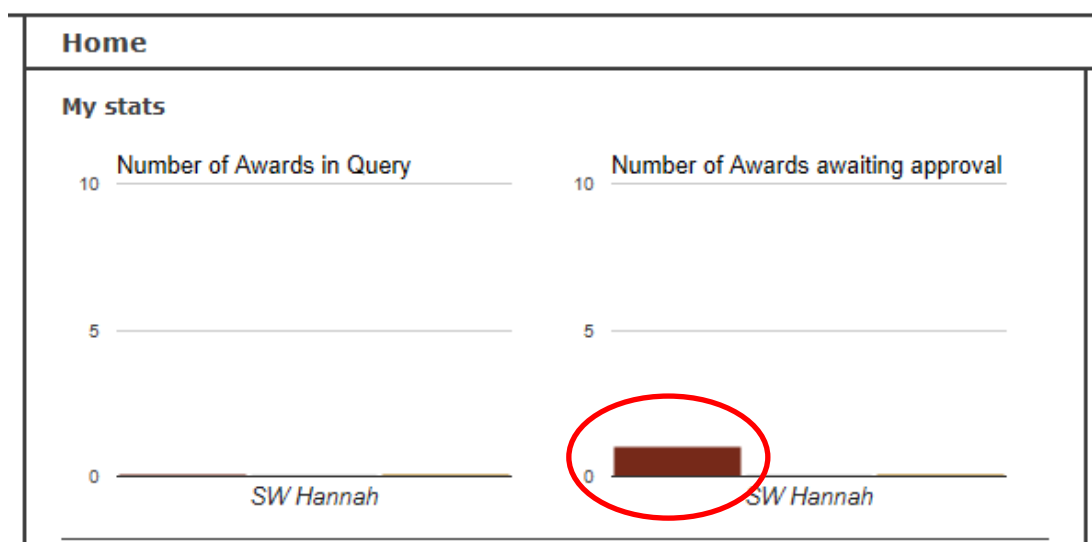 Home
My stats
Number of Awards in Query
10
5
0
SW Hannah
Number of Awards awaiting approval
10
5
0
SW Hannah